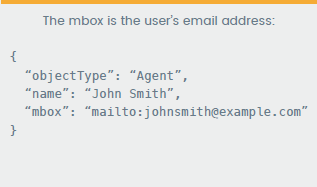 The mbox is the user's email address:
{
“objectType”: “Agent”,
“name”: “John Smith”,
“mbox”: “mailto:johnsmith@example.com”
}